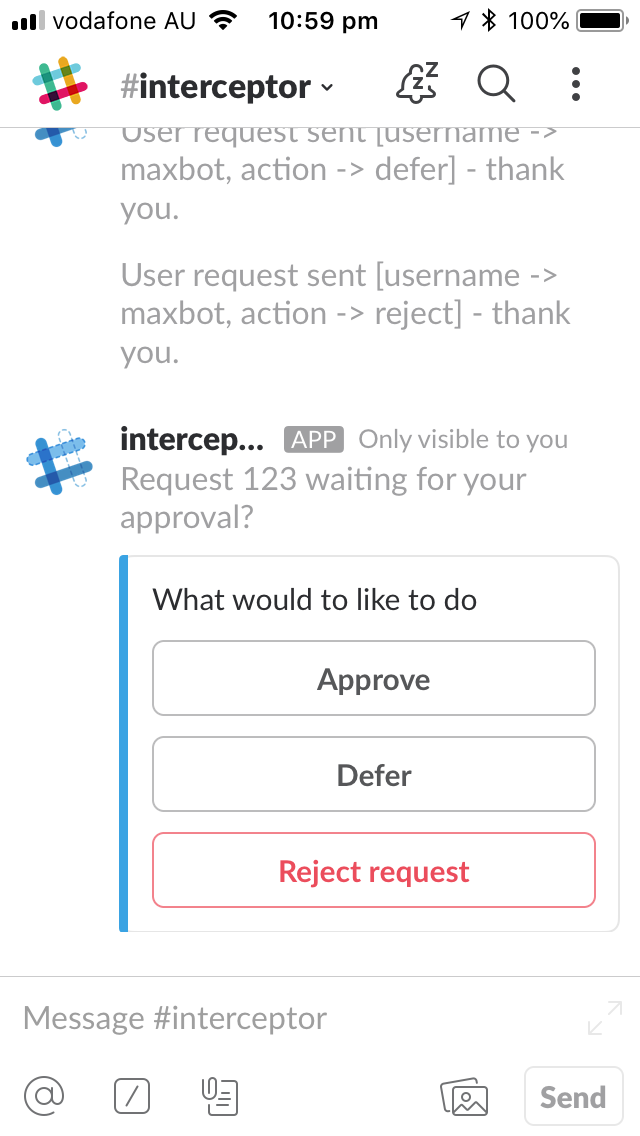 vodafone AU 10:59 pm 100%
#interceptor
User request sent [username ->
maxbot, action -> defer] - thank
you.
User request sent [username ->
maxbot, action -> reject] - thank
you.
intercep... APP Only visible to you
Request 123 waiting for your
approval?
What would to like to do
Approve
Defer
Reject request
Message #interceptor
Send